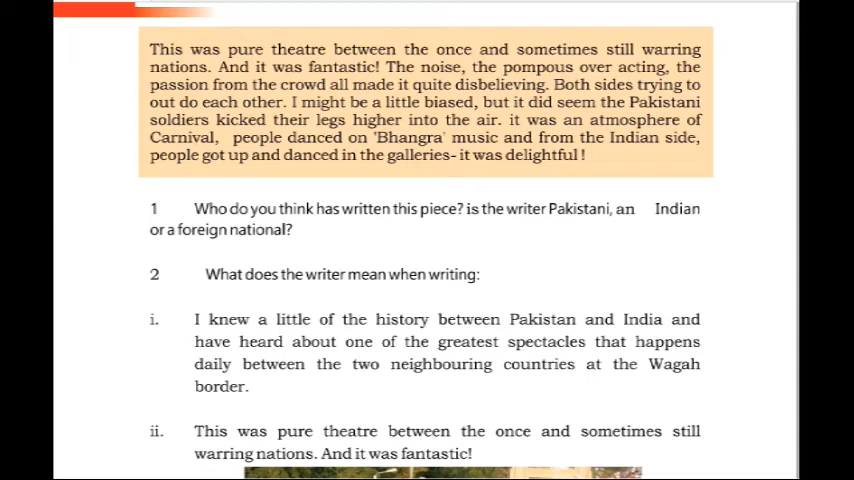 This was pure theatre between the once and sometimes still warring
nations. And it was fantastic! The noise, the pompous over acting, the
passion from the crowd all made it quite disbelieving. Both sides trying to
out do each other. I might be a little biased, but it did seem the Pakistani
soldiers kicked their legs higher into the air. it was an atmosphere of
Carnival, people danced on 'Bhangra' music and from the Indian side,
people got up and danced in the galleries- it was delightful !
1 Who do you think has written this piece? is the writer Pakistani, an Indian
or a foreign national?
2 What does the writer mean when writing:
i. I knew a little of the history between Pakistan and India and
have heard about one of the greatest spectacles that happens
daily between the two neighbouring countries at the Wagah
border.
ii. This was pure theatre between the once and sometimes still
warring nations. And it was fantastic!